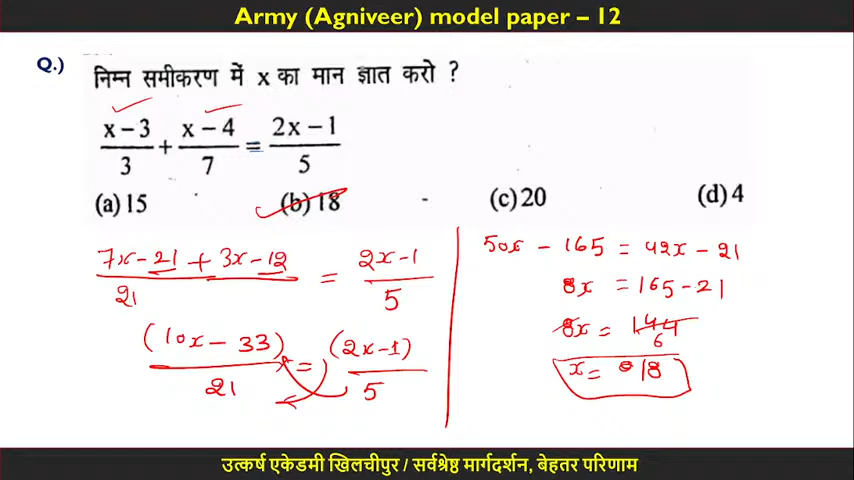 Army (Agniveer) model paper – 12
Q.)
निम्न समीकरण में x का मान ज्ञात करो ?
(x – 3)/3 + (x – 4)/7 = (2x – 1)/5
(a) 15 (b) 18 (c) 20 (d) 4
(7x – 21 + 3x – 12)/21 = (2x – 1)/5
(10x – 33)/21 = (2x – 1)/5
50x – 165 = 42x – 21
8x = 165 – 21
8x = 144
x = 18
उत्कर्ष एकेडमी खिलचीपुर / सर्वश्रेष्ठ मार्गदर्शन, बेहतर परिणाम